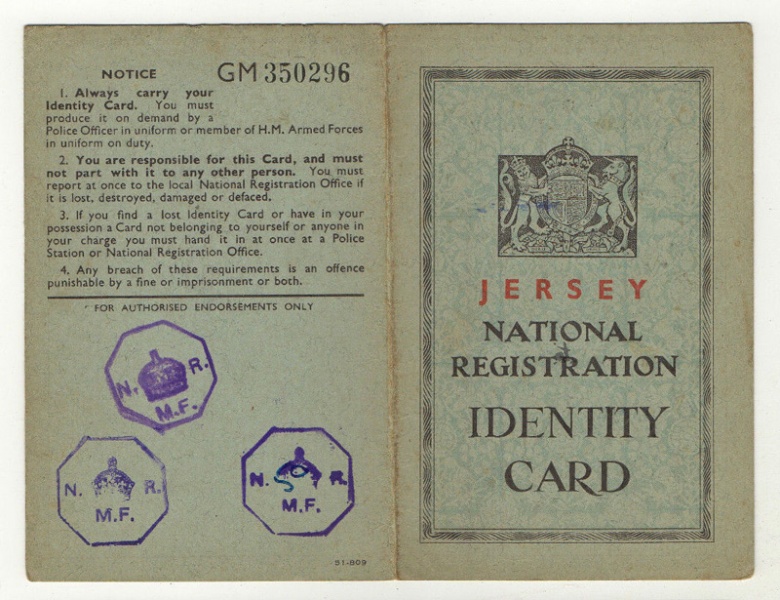 NOTICE GM 350296
1. Always carry your
Identity Card. You must
produce it on demand by a
Police Officer in uniform or member of H.M. Armed Forces
in uniform on duty.
2. You are responsible for this Card, and must
not part with it to any other person. You must
report at once to the local National Registration Office if
it is lost, destroyed, damaged or defaced.
3. If you find a lost Identity Card or have in your
possession a Card not belonging to yourself or anyone in
your charge you must hand it in at once at a Police
Station or National Registration Office.
4. Any breach of these requirements is an offence
punishable by a fine or imprisonment or both.
FOR AUTHORISED ENDORSEMENTS ONLY
N. R.
M.F.
N. R.
M.F.
N. R.
M.F.
51-809
JERSEY
NATIONAL
REGISTRATION
IDENTITY
CARD